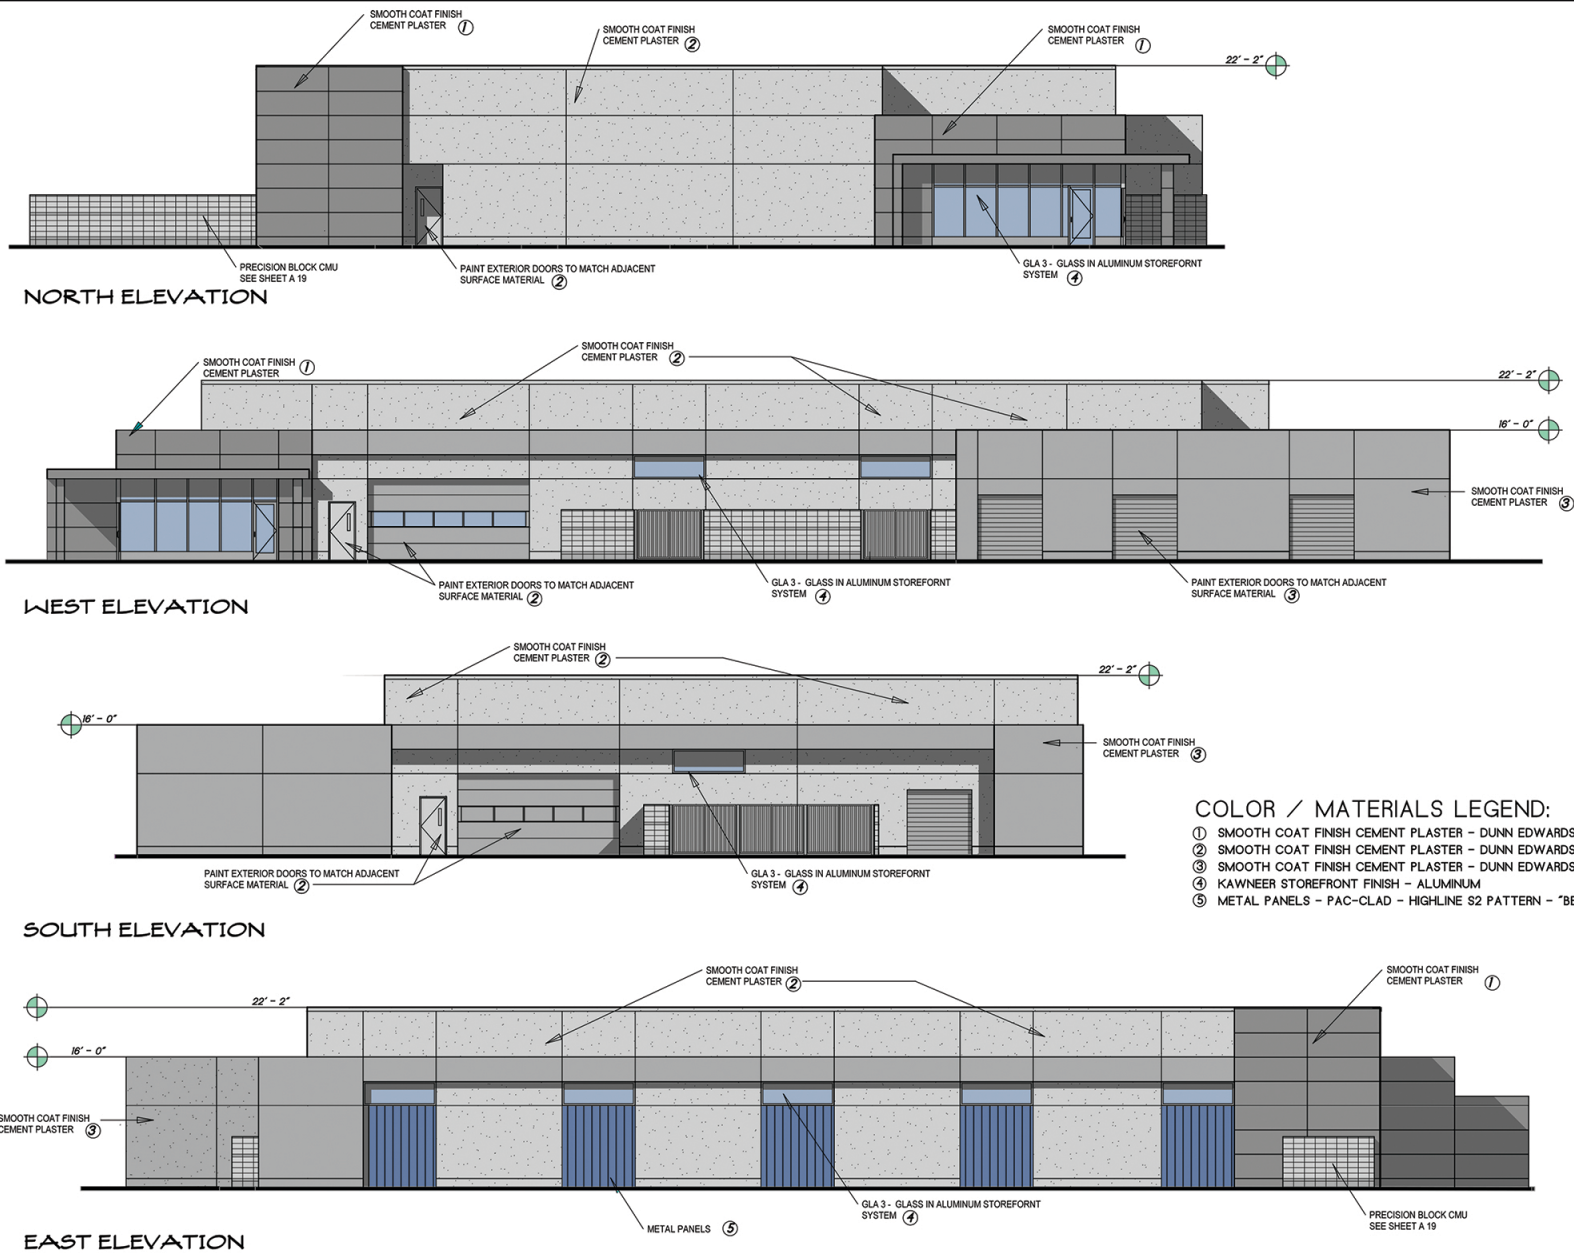 SMOOTH COAT FINISH
CEMENT PLASTER 1
SMOOTH COAT FINISH
CEMENT PLASTER 2
SMOOTH COAT FINISH
CEMENT PLASTER 1
22' - 2"
PRECISION BLOCK CMU
SEE SHEET A 19
PAINT EXTERIOR DOORS TO MATCH ADJACENT
SURFACE MATERIAL 2
GLA 3 - GLASS IN ALUMINUM STOREFORNT
SYSTEM 4
NORTH ELEVATION
SMOOTH COAT FINISH
CEMENT PLASTER 1
SMOOTH COAT FINISH
CEMENT PLASTER 2
22' - 2"
16' - 0"
SMOOTH COAT FINISH
CEMENT PLASTER 3
PAINT EXTERIOR DOORS TO MATCH ADJACENT
SURFACE MATERIAL 2
GLA 3 - GLASS IN ALUMINUM STOREFORNT
SYSTEM 4
PAINT EXTERIOR DOORS TO MATCH ADJACENT
SURFACE MATERIAL 3
WEST ELEVATION
SMOOTH COAT FINISH
CEMENT PLASTER 2
22' - 2"
16' - 0"
SMOOTH COAT FINISH
CEMENT PLASTER 3
PAINT EXTERIOR DOORS TO MATCH ADJACENT
SURFACE MATERIAL 2
GLA 3 - GLASS IN ALUMINUM STOREFORNT
SYSTEM 4
SOUTH ELEVATION
COLOR / MATERIALS LEGEND:
1 SMOOTH COAT FINISH CEMENT PLASTER - DUNN EDWARDS
2 SMOOTH COAT FINISH CEMENT PLASTER - DUNN EDWARDS
3 SMOOTH COAT FINISH CEMENT PLASTER - DUNN EDWARDS
4 KAWNEER STOREFRONT FINISH - ALUMINUM
5 METAL PANELS - PAC-CLAD - HIGHLINE S2 PATTERN - "BE
SMOOTH COAT FINISH
CEMENT PLASTER 2
SMOOTH COAT FINISH
CEMENT PLASTER 1
22' - 2"
16' - 0"
SMOOTH COAT FINISH
CEMENT PLASTER 3
METAL PANELS 5
GLA 3 - GLASS IN ALUMINUM STOREFORNT
SYSTEM 4
PRECISION BLOCK CMU
SEE SHEET A 19
EAST ELEVATION